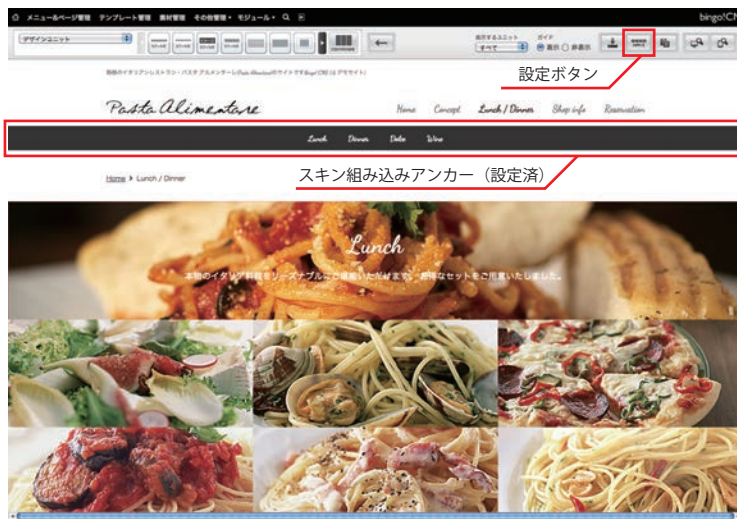 メニュー&ページ管理 テンプレート管理 素材管理 その他管理 モジュール bingo!CM
デザインユニット
表示するユニット ガイド
すべて 表示 非表示
設定ボタン
Pasta Alimentare
Home Concept Lunch / Dinner Shop info Reservation
Lunch Dinner Dolce Wine
スキン組み込みアンカー（設定済）
Home > Lunch / Dinner
Lunch
本物のイタリア料理をリーズナブルにご堪能いただけます。お得なセットをご用意いたしました。